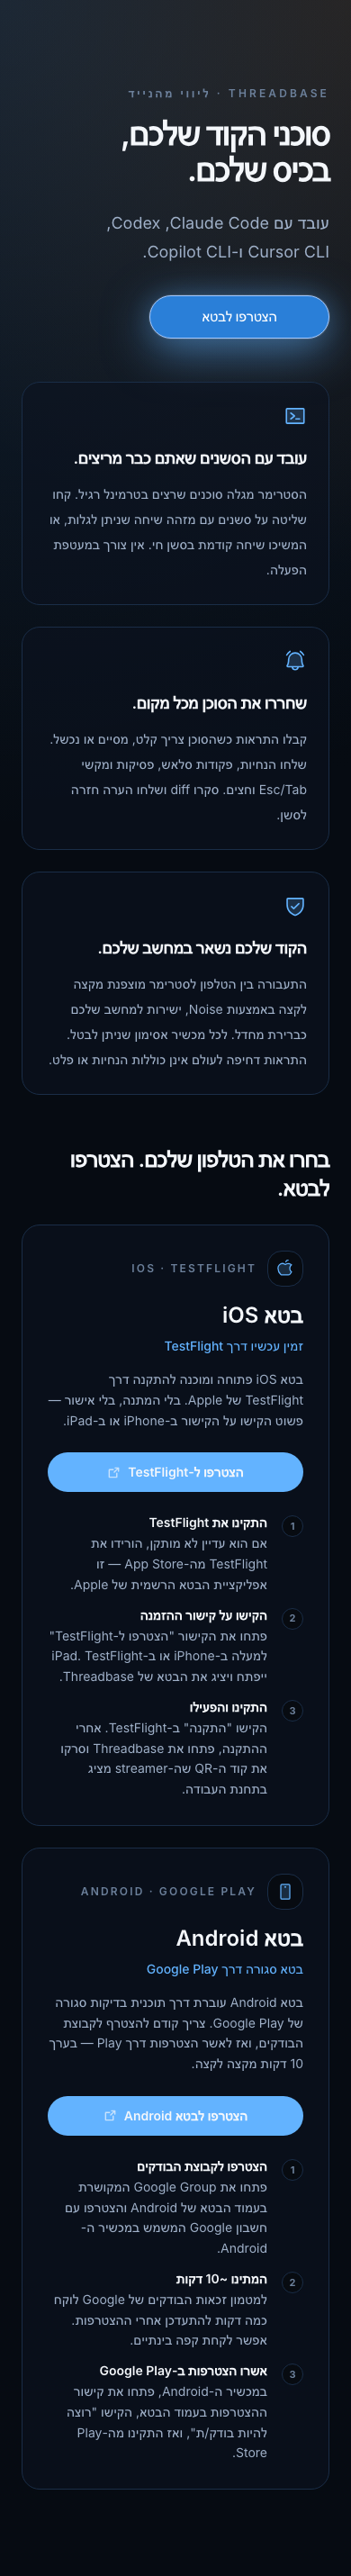 THREADBASE · ליווי מהנייד
סוכני הקוד שלכם,
בכיס שלכם.
עובד עם Codex ,Claude Code,
Cursor CLI ו-Copilot CLI.
הצטרפו לבטא
עובד עם הסשנים שאתם כבר מריצים.
הסטרימר מגלה סוכנים שרצים בטרמינל רגיל. קחו
שליטה על סשנים עם מזהה שיחה שניתן לגלות, או
המשיכו שיחה קודמת בסשן חי. אין צורך במעטפת
הפעלה.
שחררו את הסוכן מכל מקום.
קבלו התראות כשהסוכן צריך קלט, מסיים או נכשל.
שלחו הנחיות, פקודות סלאש, פסיקות ומקשי
Esc/Tab וחצים. סקרו diff ושלחו הערה חזרה
לסשן.
הקוד שלכם נשאר במחשב שלכם.
התעבורה בין הטלפון לסטרימר מוצפנת מקצה
לקצה באמצעות Noise, ישירות למחשב שלכם
כברירת מחדל. לכל מכשיר אסימון שניתן לבטל.
התראות דחיפה לעולם אינן כוללות הנחיות או פלט.
בחרו את הטלפון שלכם. הצטרפו
לבטא.
IOS · TESTFLIGHT
בטא iOS
זמין עכשיו דרך TestFlight
בטא iOS פתוחה ומוכנה להתקנה דרך
TestFlight של Apple. בלי המתנה, בלי אישור —
פשוט הקישו על הקישור ב-iPhone או ב-iPad.
הצטרפו ל-TestFlight
1
התקינו את TestFlight
אם הוא עדיין לא מותקן, הורידו את
TestFlight מה-App Store — זו
אפליקציית הבטא הרשמית של Apple.
2
הקישו על קישור ההזמנה
פתחו את הקישור "הצטרפו ל-TestFlight"
למעלה ב-iPhone או ב-iPad. TestFlight
ייפתח ויציג את הבטא של Threadbase.
3
התקינו והפעילו
הקישו "התקנה" ב-TestFlight. אחרי
ההתקנה, פתחו את Threadbase וסרקו
את קוד ה-QR שה-streamer מציג
בתחנת העבודה.
ANDROID · GOOGLE PLAY
בטא Android
בטא סגורה דרך Google Play
בטא Android עוברת דרך תוכנית בדיקות סגורה
של Google Play. צריך קודם להצטרף לקבוצת
הבודקים, ואז לאשר הצטרפות דרך Play — בערך
10 דקות מקצה לקצה.
הצטרפו לבטא Android
1
הצטרפו לקבוצת הבודקים
פתחו את Google Group המקושרת
בעמוד הבטא של Android והצטרפו עם
חשבון Google המשמש במכשיר ה-
Android.
2
המתינו ~10 דקות
למטמון זכאות הבודקים של Google לוקח
כמה דקות להתעדכן אחרי ההצטרפות.
אפשר לקחת קפה בינתיים.
3
אשרו הצטרפות ב-Google Play
במכשיר ה-Android, פתחו את קישור
ההצטרפות בעמוד הבטא, הקישו "רוצה
להיות בודק/ת", ואז התקינו מה-Play
Store.